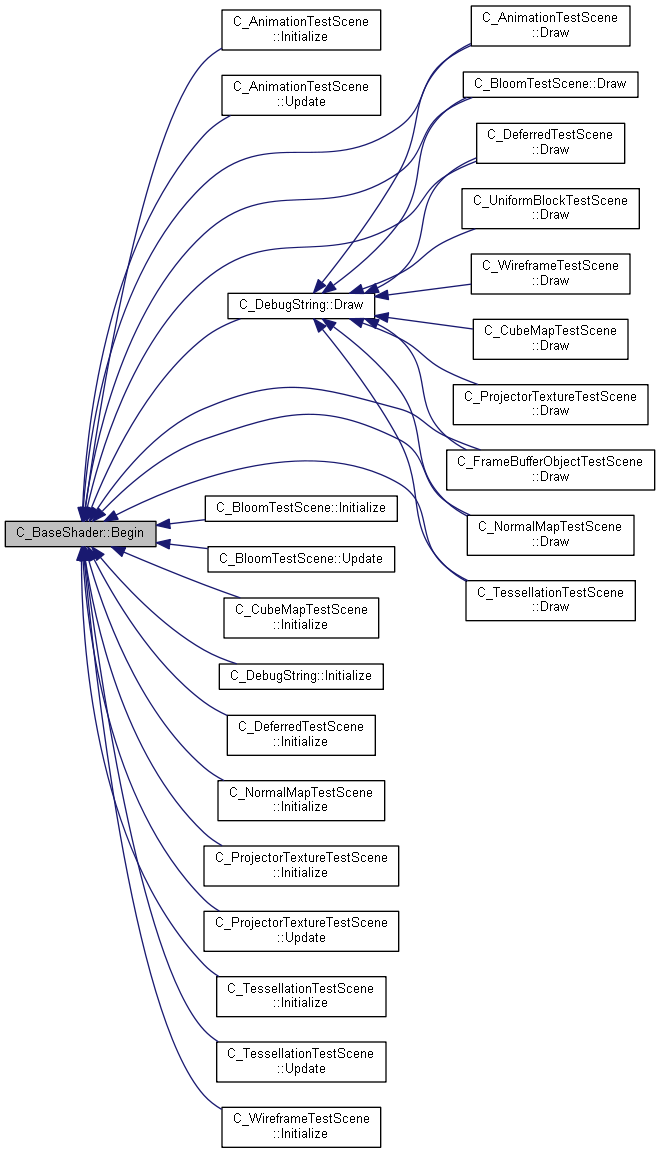 C_AnimationTestScene
::Initialize
C_AnimationTestScene
::Update
C_AnimationTestScene
::Draw
C_BloomTestScene::Draw
C_DeferredTestScene
::Draw
C_UniformBlockTestScene
::Draw
C_WireframeTestScene
::Draw
C_DebugString::Draw
C_CubeMapTestScene
::Draw
C_ProjectorTextureTestScene
::Draw
C_FrameBufferObjectTestScene
::Draw
C_NormalMapTestScene
::Draw
C_TessellationTestScene
::Draw
C_BaseShader::Begin
C_BloomTestScene::Initialize
C_BloomTestScene::Update
C_CubeMapTestScene
::Initialize
C_DebugString::Initialize
C_DeferredTestScene
::Initialize
C_NormalMapTestScene
::Initialize
C_ProjectorTextureTestScene
::Initialize
C_ProjectorTextureTestScene
::Update
C_TessellationTestScene
::Initialize
C_TessellationTestScene
::Update
C_WireframeTestScene
::Initialize